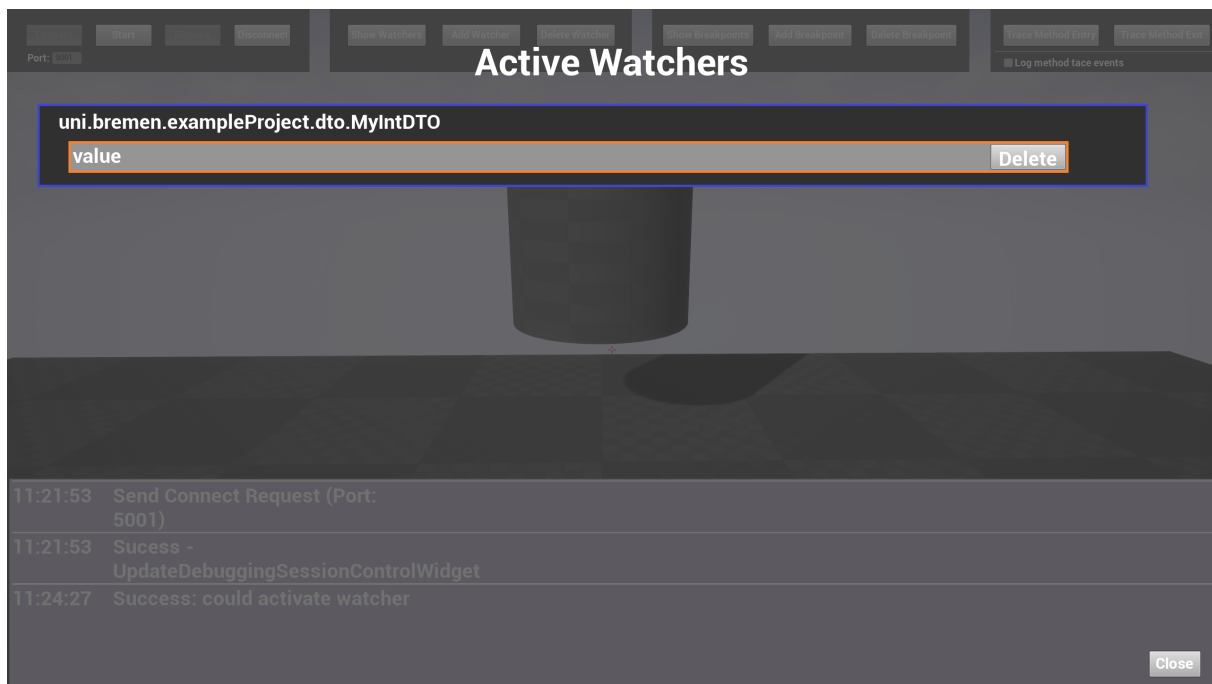 Start
Disconnect
Show Watchers
Add Watcher
Delete Watcher
Show Breakpoints
Add Breakpoint
Delete Breakpoint
Trace Method Entry
Trace Method Exit
Port:
Log method tace events
Active Watchers
uni.bremen.exampleProject.dto.MyIntDTO
value
Delete
11:21:53 Send Connect Request (Port:
5001)
11:21:53 Sucess -
UpdateDebuggingSessionControlWidget
11:24:27 Success: could activate watcher
Close